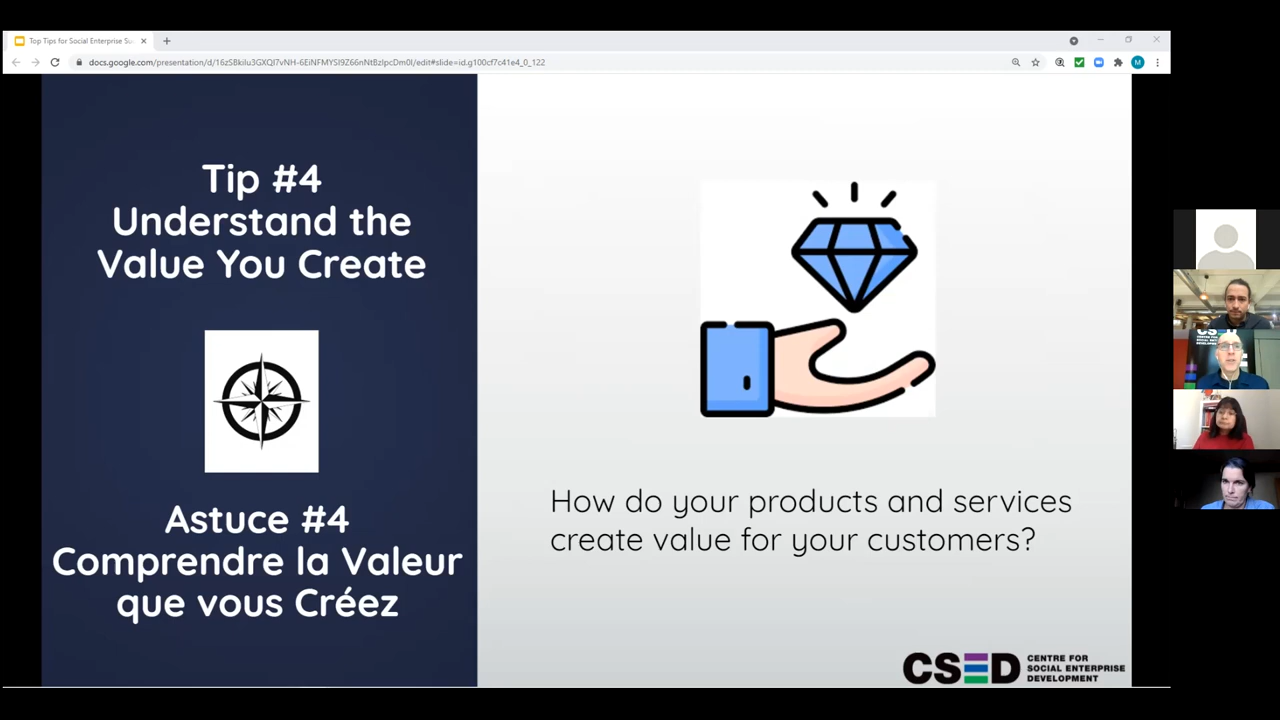 Top Tips for Social Enterprise Su
docs.google.com/presentation/d/16zSBkilu3GXQI7vNH-6EiNFMYSI9Z66nNtBzlpcDm0I/edit#slide=id.g100cf7c41e4_0_122
M
Tip #4
Understand the
Value You Create
Astuce #4
Comprendre la Valeur
que vous Créez
How do your products and services
create value for your customers?
CSED
CENTRE FOR
SOCIAL ENTERPRISE
DEVELOPMENT